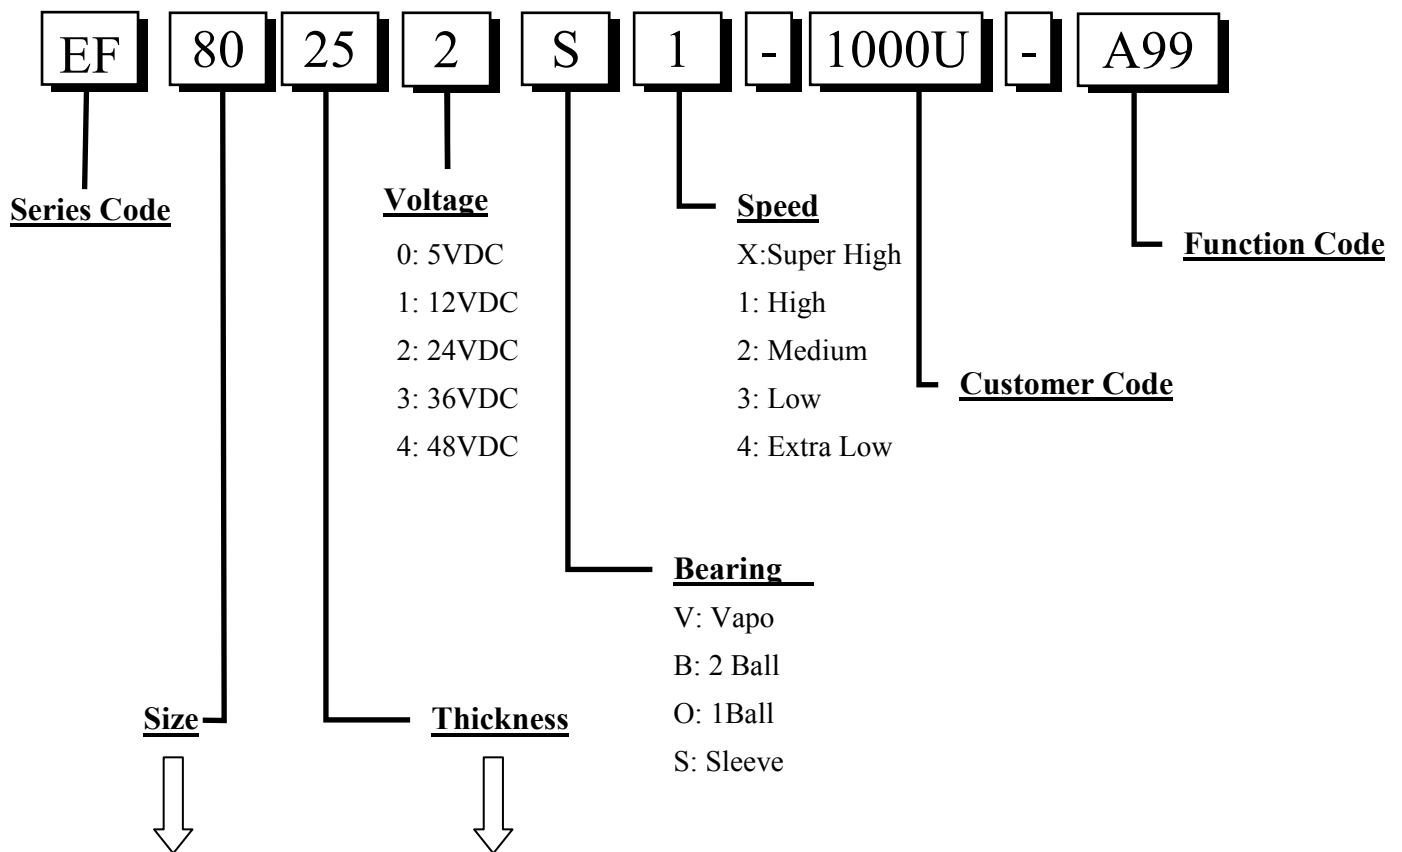 EF 80 25 2 S 1 - 1000U - A99
Series Code
Voltage
0: 5VDC
1: 12VDC
2: 24VDC
3: 36VDC
4: 48VDC
Speed
X:Super High
1: High
2: Medium
3: Low
4: Extra Low
Function Code
Customer Code
Bearing
V: Vapo
B: 2 Ball
O: 1Ball
S: Sleeve
Size
Thickness